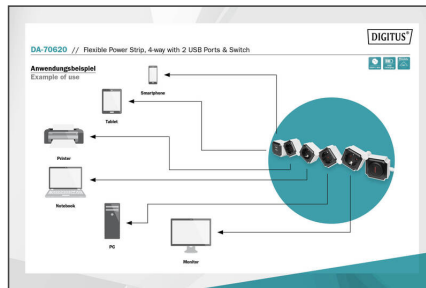 DIGITUS®
DA-70620 // Flexible Power Strip, 4-way with 2 USB Ports & Switch
Anwendungsbeispiel
Example of use
Smartphone
Tablet
Printer
Notebook
PC
Monitor